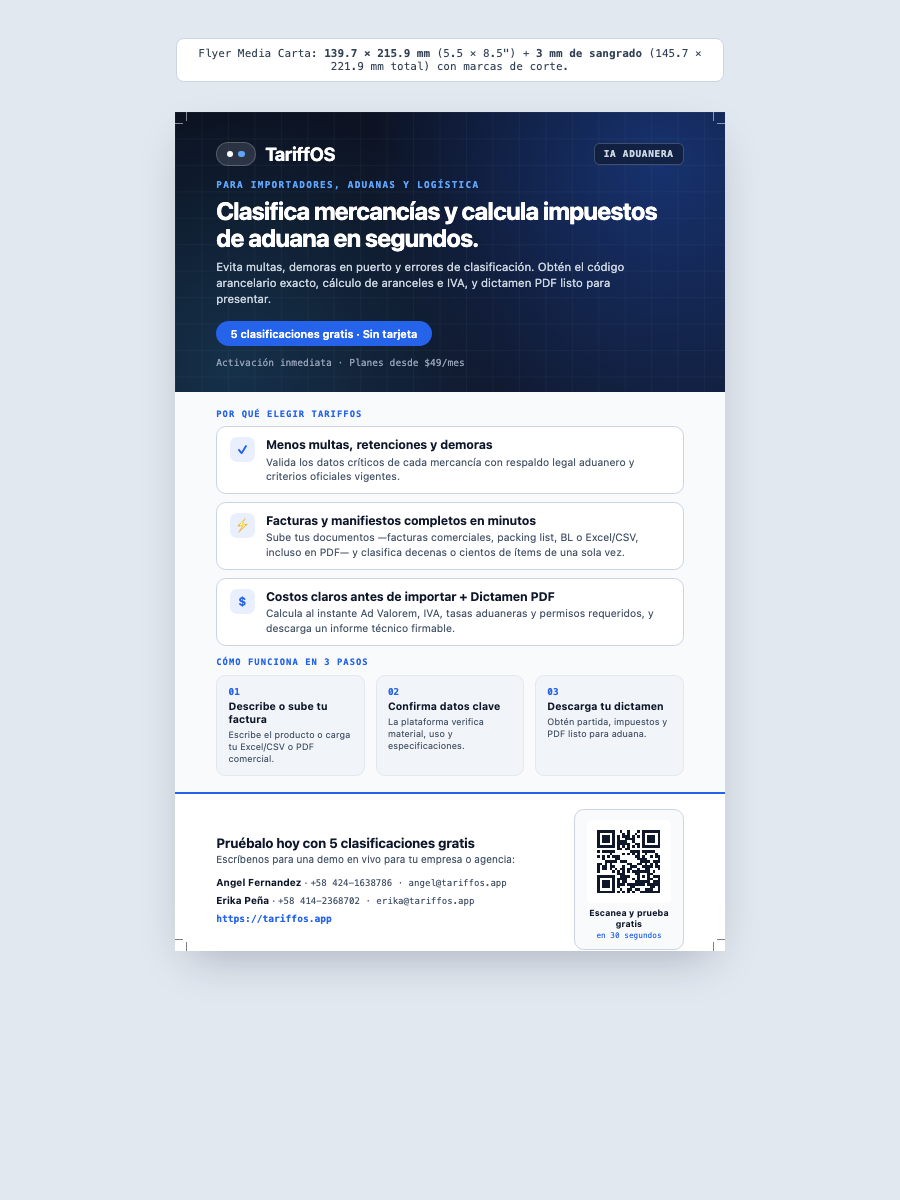 Flyer Media Carta: 139.7 × 215.9 mm (5.5 × 8.5") + 3 mm de sangrado (145.7 ×
221.9 mm total) con marcas de corte.
TariffOS
IA ADUANERA
PARA IMPORTADORES, ADUANAS Y LOGÍSTICA
Clasifica mercancías y calcula impuestos
de aduana en segundos.
Evita multas, demoras en puerto y errores de clasificación. Obtén el código
arancelario exacto, cálculo de aranceles e IVA, y dictamen PDF listo para
presentar.
5 clasificaciones gratis · Sin tarjeta
Activación inmediata · Planes desde $49/mes
POR QUÉ ELEGIR TARIFFOS
Menos multas, retenciones y demoras
Valida los datos críticos de cada mercancía con respaldo legal aduanero y
criterios oficiales vigentes.
Facturas y manifiestos completos en minutos
Sube tus documentos —facturas comerciales, packing list, BL o Excel/CSV,
incluso en PDF— y clasifica decenas o cientos de ítems de una sola vez.
$
Costos claros antes de importar + Dictamen PDF
Calcula al instante Ad Valorem, IVA, tasas aduaneras y permisos requeridos, y
descarga un informe técnico firmable.
CÓMO FUNCIONA EN 3 PASOS
01
Describe o sube tu
factura
Escribe el producto o carga
tu Excel/CSV o PDF
comercial.
02
Confirma datos clave
La plataforma verifica
material, uso y
especificaciones.
03
Descarga tu dictamen
Obtén partida, impuestos y
PDF listo para aduana.
Pruébalo hoy con 5 clasificaciones gratis
Escríbenos para una demo en vivo para tu empresa o agencia:
Angel Fernandez · +58 424-1638786 · angel@tariffos.app
Erika Peña · +58 414-2368702 · erika@tariffos.app
https://tariffos.app
Escanea y prueba
gratis
en 30 segundos